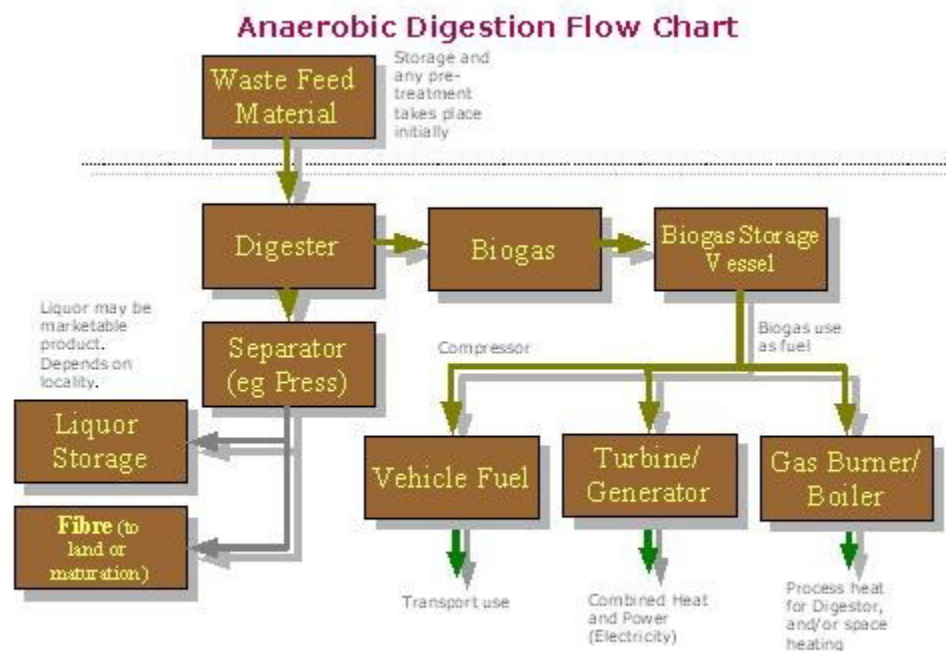 Anaerobic Digestion Flow Chart
Waste Feed
Material
Storage and
any pre-
treatment
takes place
initially
Digester
Biogas
Biogas Storage
Vessel
Liquor may be
marketable
product.
Depends on
locality.
Separator
(eg Press)
Compressor
Biogas use
as fuel
Liquor
Storage
Vehicle Fuel
Turbine/
Generator
Gas Burner/
Boiler
Fibre (to
land or
maturation)
Transport use
Combined Heat
and Power
(Electricity)
Process heat
for Digestor,
and/or space
heating